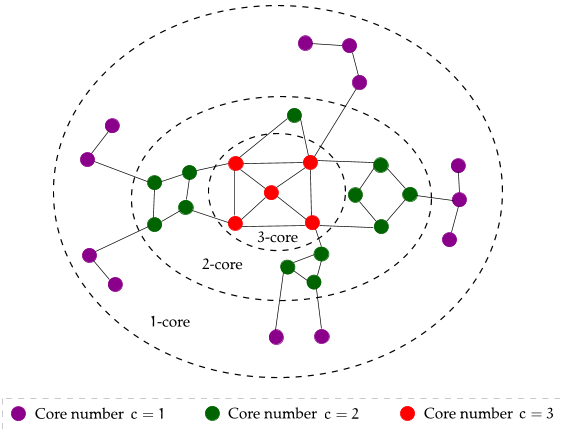 3-core
2-core
1-core
Core number c = 1
Core number c = 2
Core number c = 3